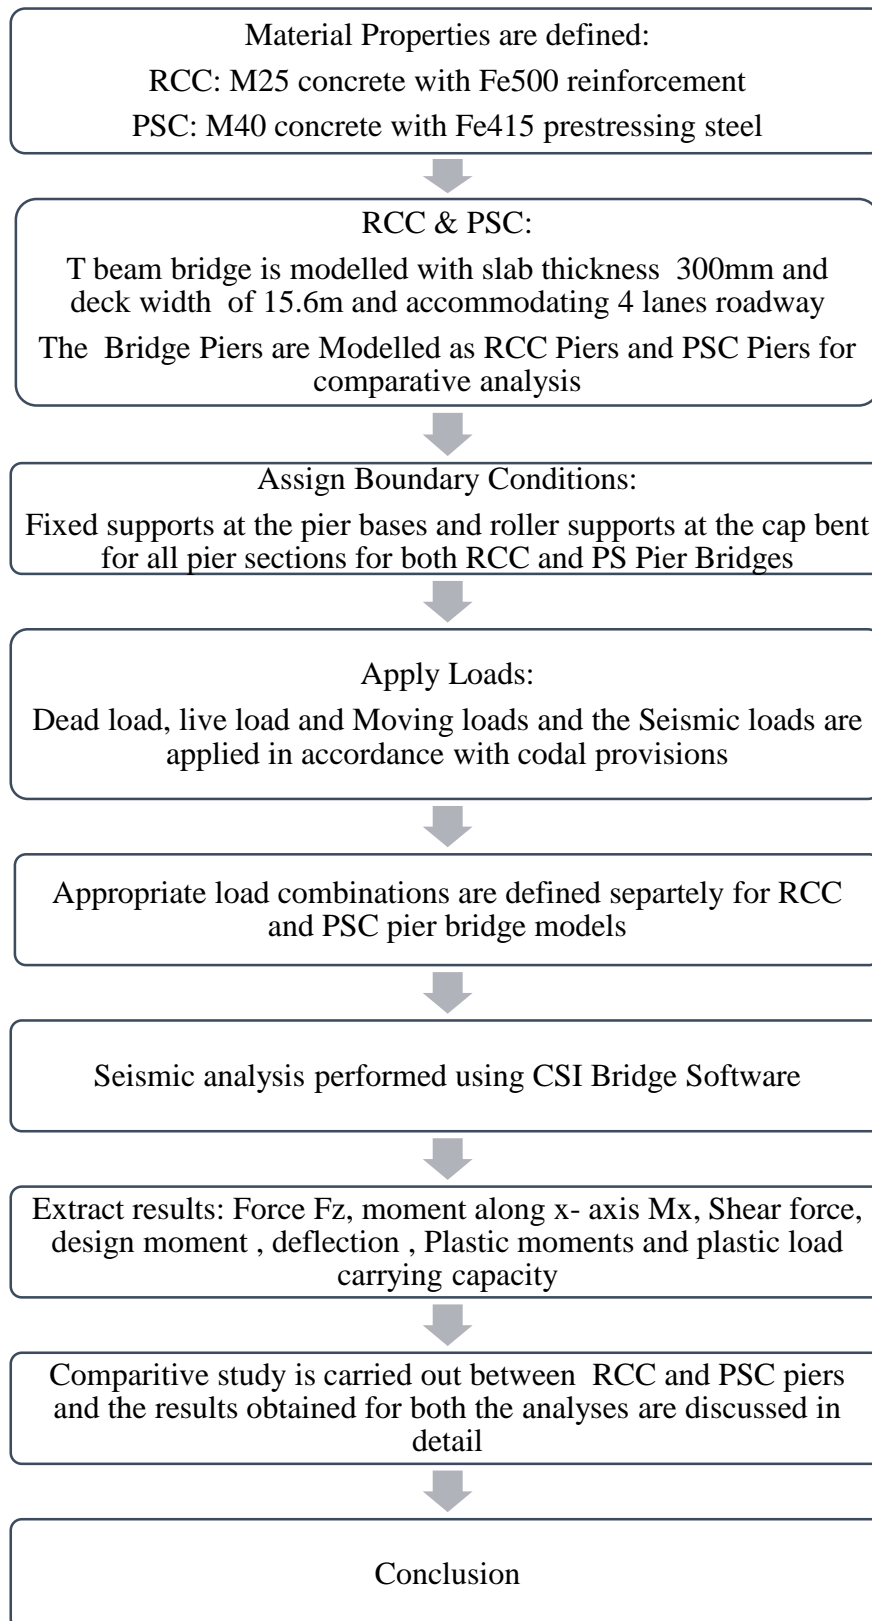 Material Properties are defined:
RCC: M25 concrete with Fe500 reinforcement
PSC: M40 concrete with Fe415 prestressing steel
RCC & PSC:
T beam bridge is modelled with slab thickness 300mm and
deck width of 15.6m and accommodating 4 lanes roadway
The Bridge Piers are Modelled as RCC Piers and PSC Piers for
comparative analysis
Assign Boundary Conditions:
Fixed supports at the pier bases and roller supports at the cap bent
for all pier sections for both RCC and PS Pier Bridges
Apply Loads:
Dead load, live load and Moving loads and the Seismic loads are
applied in accordance with codal provisions
Appropriate load combinations are defined separtely for RCC
and PSC pier bridge models
Seismic analysis performed using CSI Bridge Software
Extract results: Force Fz, moment along x- axis Mx, Shear force,
design moment , deflection , Plastic moments and plastic load
carrying capacity
Comparitive study is carried out between RCC and PSC piers
and the results obtained for both the analyses are discussed in
detail
Conclusion